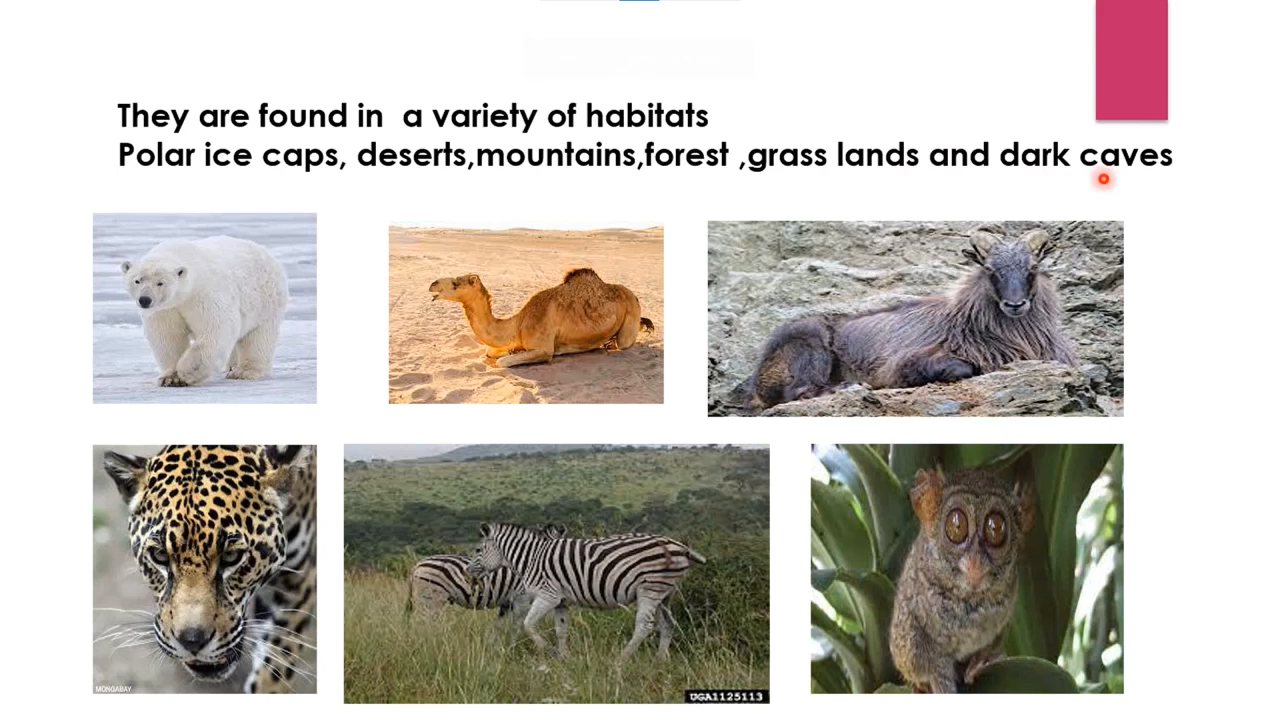 They are found in a variety of habitats
Polar ice caps, deserts,mountains,forest ,grass lands and dark caves
MONGABAY
UGA1125113